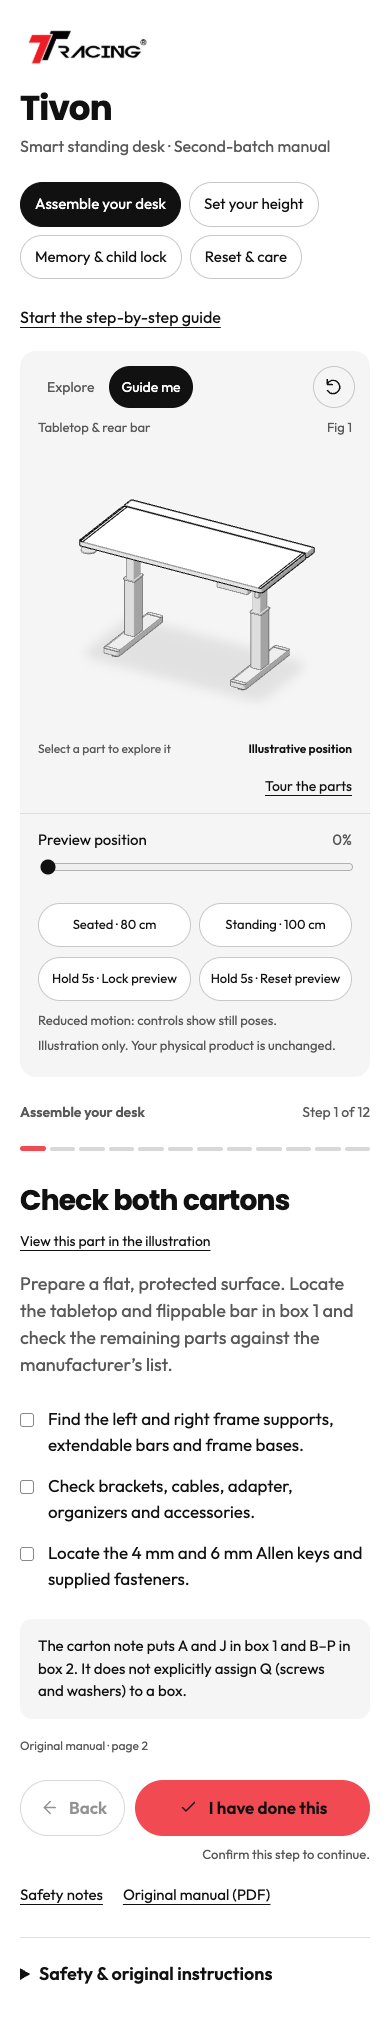 TTRACING®
Tivon
Smart standing desk · Second-batch manual
Assemble your desk
Set your height
Memory & child lock
Reset & care
Start the step-by-step guide
Explore
Guide me
Tabletop & rear bar
Fig 1
Select a part to explore it
Illustrative position
Tour the parts
Preview position
0%
Seated · 80 cm
Standing · 100 cm
Hold 5s · Lock preview
Hold 5s · Reset preview
Reduced motion: controls show still poses.
Illustration only. Your physical product is unchanged.
Assemble your desk
Step 1 of 12
Check both cartons
View this part in the illustration
Prepare a flat, protected surface. Locate
the tabletop and flippable bar in box 1 and
check the remaining parts against the
manufacturer’s list.
Find the left and right frame supports,
extendable bars and frame bases.
Check brackets, cables, adapter,
organizers and accessories.
Locate the 4 mm and 6 mm Allen keys and
supplied fasteners.
The carton note puts A and J in box 1 and B–P in
box 2. It does not explicitly assign Q (screws
and washers) to a box.
Original manual · page 2
Back
I have done this
Confirm this step to continue.
Safety notes
Original manual (PDF)
Safety & original instructions